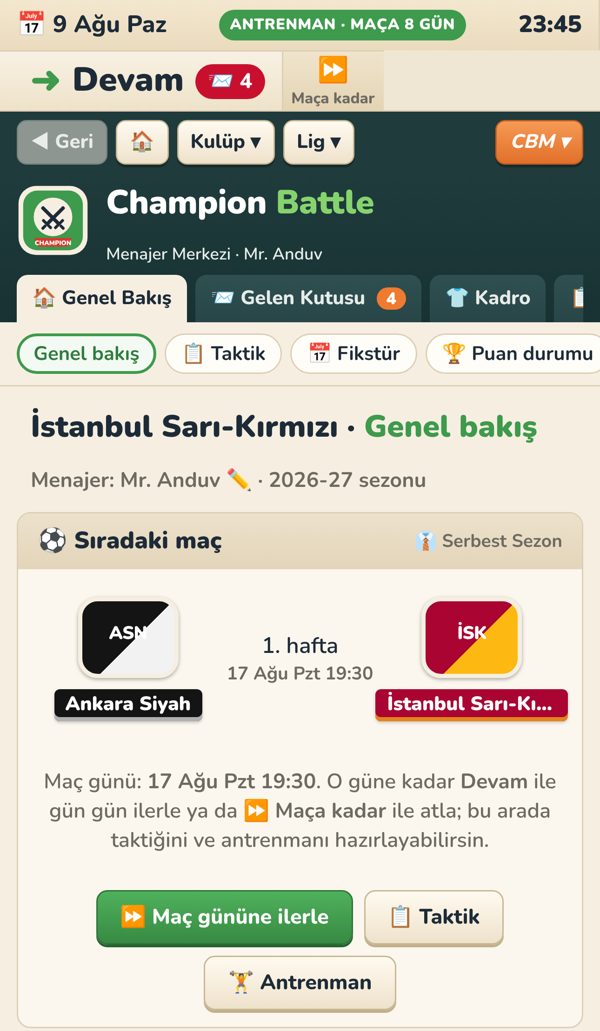 9 Ağu Paz
ANTRENMAN · MAÇA 8 GÜN
23:45
→ Devam 4
Maça kadar
◀ Geri
Kulüp ▾
Lig ▾
CBM ▾
CHAMPION
Champion Battle
Menajer Merkezi · Mr. Anduv
Genel Bakış
Gelen Kutusu 4
Kadro
Genel bakış
Taktik
Fikstür
Puan durumu
İstanbul Sarı-Kırmızı · Genel bakış
Menajer: Mr. Anduv ✏️ · 2026-27 sezonu
Sıradaki maç
Serbest Sezon
ASN
1. hafta
17 Ağu Pzt 19:30
İSK
Ankara Siyah
İstanbul Sarı-Kı...
Maç günü: 17 Ağu Pzt 19:30. O güne kadar Devam ile
gün gün ilerle ya da ⏩ Maça kadar ile atla; bu arada
taktiğini ve antrenmanı hazırlayabilirsin.
⏩ Maç gününe ilerle
Taktik
Antrenman